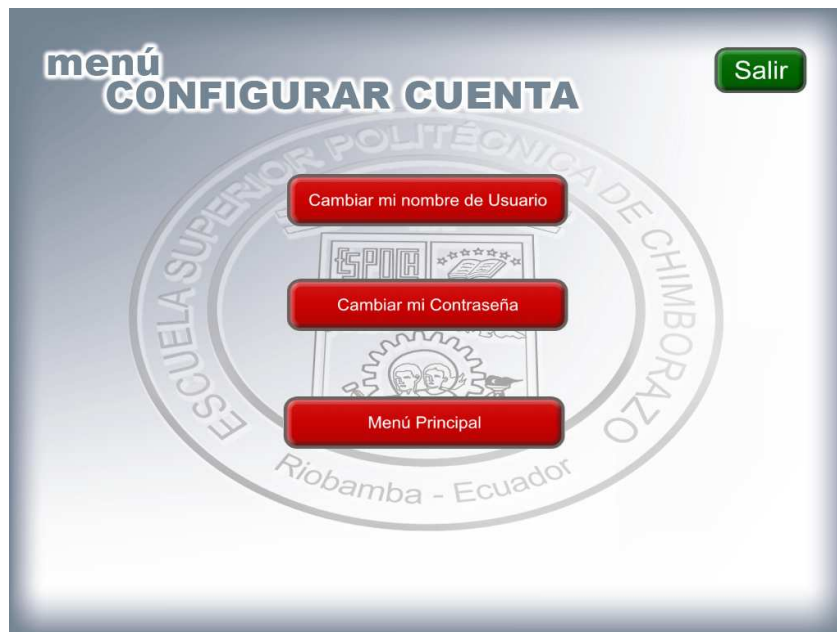 menú
CONFIGURAR CUENTA
Salir
ESCUELA SUPERIOR POLITÉCNICA DE CHIMBORAZO
Cambiar mi nombre de Usuario
ESPOCH
Cambiar mi Contraseña
Menú Principal
Riobamba - Ecuador